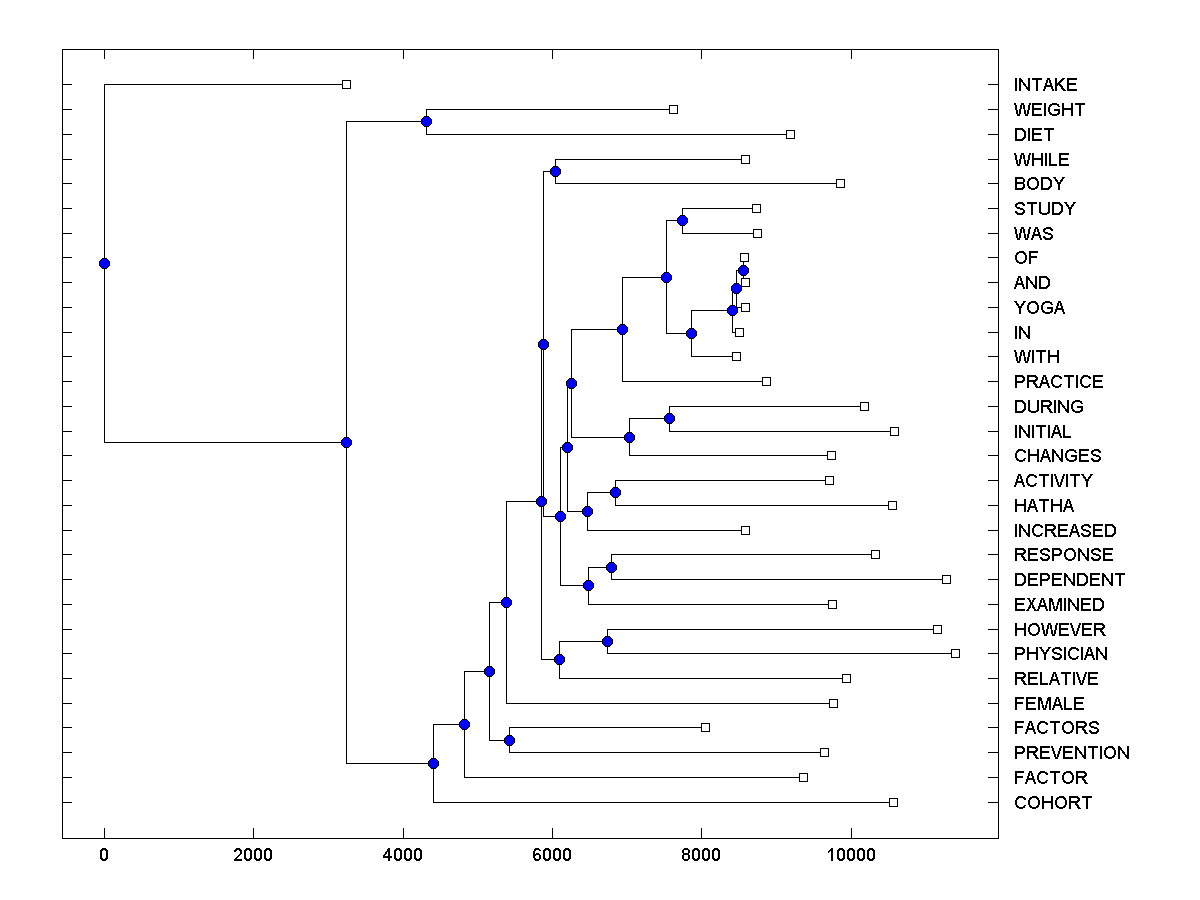 INTAKE
WEIGHT
DIET
WHILE
BODY
STUDY
WAS
OF
AND
YOGA
IN
WITH
PRACTICE
DURING
INITIAL
CHANGES
ACTIVITY
HATHA
INCREASED
RESPONSE
DEPENDENT
EXAMINED
HOWEVER
PHYSICIAN
RELATIVE
FEMALE
FACTORS
PREVENTION
FACTOR
COHORT
0 2000 4000 6000 8000 10000